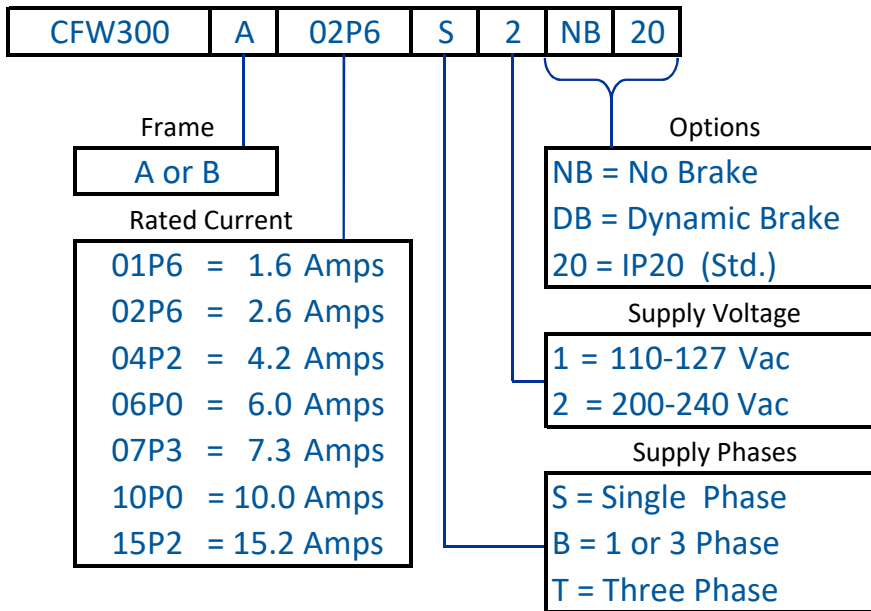 CFW300 A 02P6 S 2 NB 20
Frame
A or B
Rated Current
01P6 = 1.6 Amps
02P6 = 2.6 Amps
04P2 = 4.2 Amps
06P0 = 6.0 Amps
07P3 = 7.3 Amps
10P0 = 10.0 Amps
15P2 = 15.2 Amps
Options
NB = No Brake
DB = Dynamic Brake
20 = IP20 (Std.)
Supply Voltage
1 = 110-127 Vac
2 = 200-240 Vac
Supply Phases
S = Single Phase
B = 1 or 3 Phase
T = Three Phase